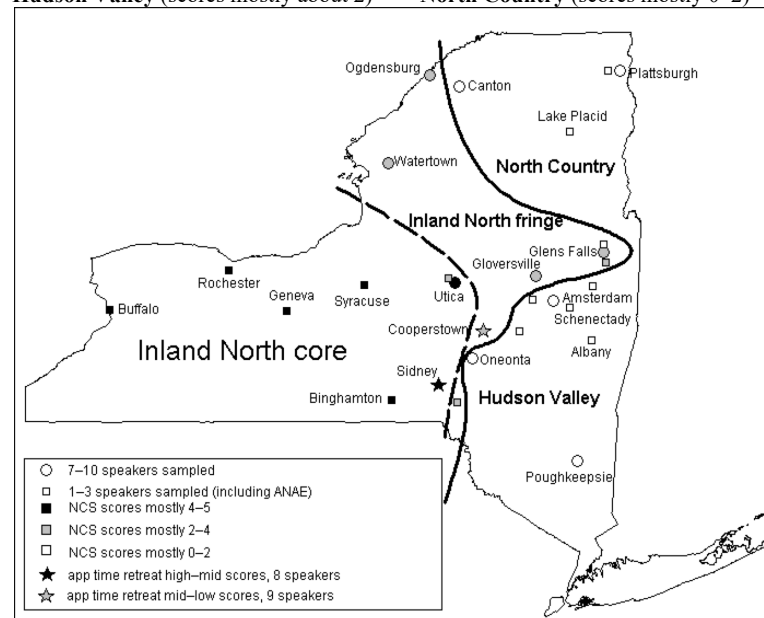 Hudson Valley (scores mostly about 2) North Country (scores mostly 0–2)
Ogdensburg
Canton
Plattsburgh
Lake Placid
Watertown
North Country
Inland North fringe
Glens Falls
Gloversville
Rochester
Utica
Amsterdam
Geneva
Syracuse
Buffalo
Schenectady
Cooperstown
Inland North core
Albany
Oneonta
Sidney
Binghamton
Hudson Valley
Poughkeepsie
7–10 speakers sampled
1–3 speakers sampled (including ANAE)
NCS scores mostly 4–5
NCS scores mostly 2–4
NCS scores mostly 0–2
app time retreat high–mid scores, 8 speakers
app time retreat mid–low scores, 9 speakers